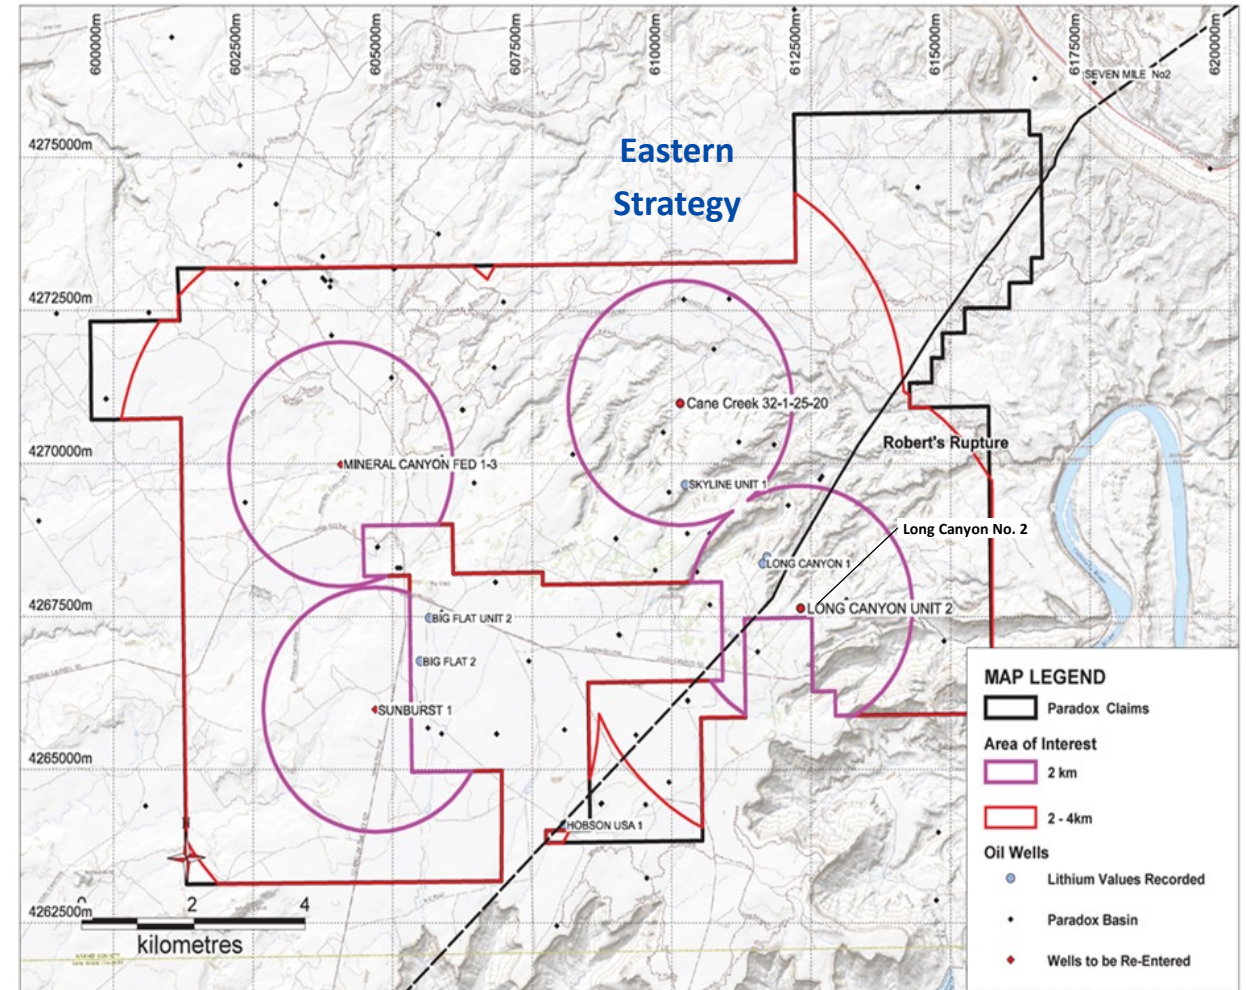 600000m
602500m
605000m
607500m
610000m
612500m
615000m
617500m
620000m
SEVEN MILE No2
4275000m
Eastern
Strategy
4272500m
Cane Creek 32-1-25-20
Robert's Rupture
4270000m
MINERAL CANYON FED 1-3
SKYLINE UNIT 1
Long Canyon No. 2
LONG CANYON 1
LONG CANYON UNIT 2
4267500m
BIG FLAT UNIT 2
BIG FLAT 2
SUNBURST 1
4265000m
HOBSON USA 1
N
4262500m
0 2 4
kilometres
MAP LEGEND
Paradox Claims
Area of Interest
2 km
2 - 4km
Oil Wells
Lithium Values Recorded
Paradox Basin
Wells to be Re-Entered